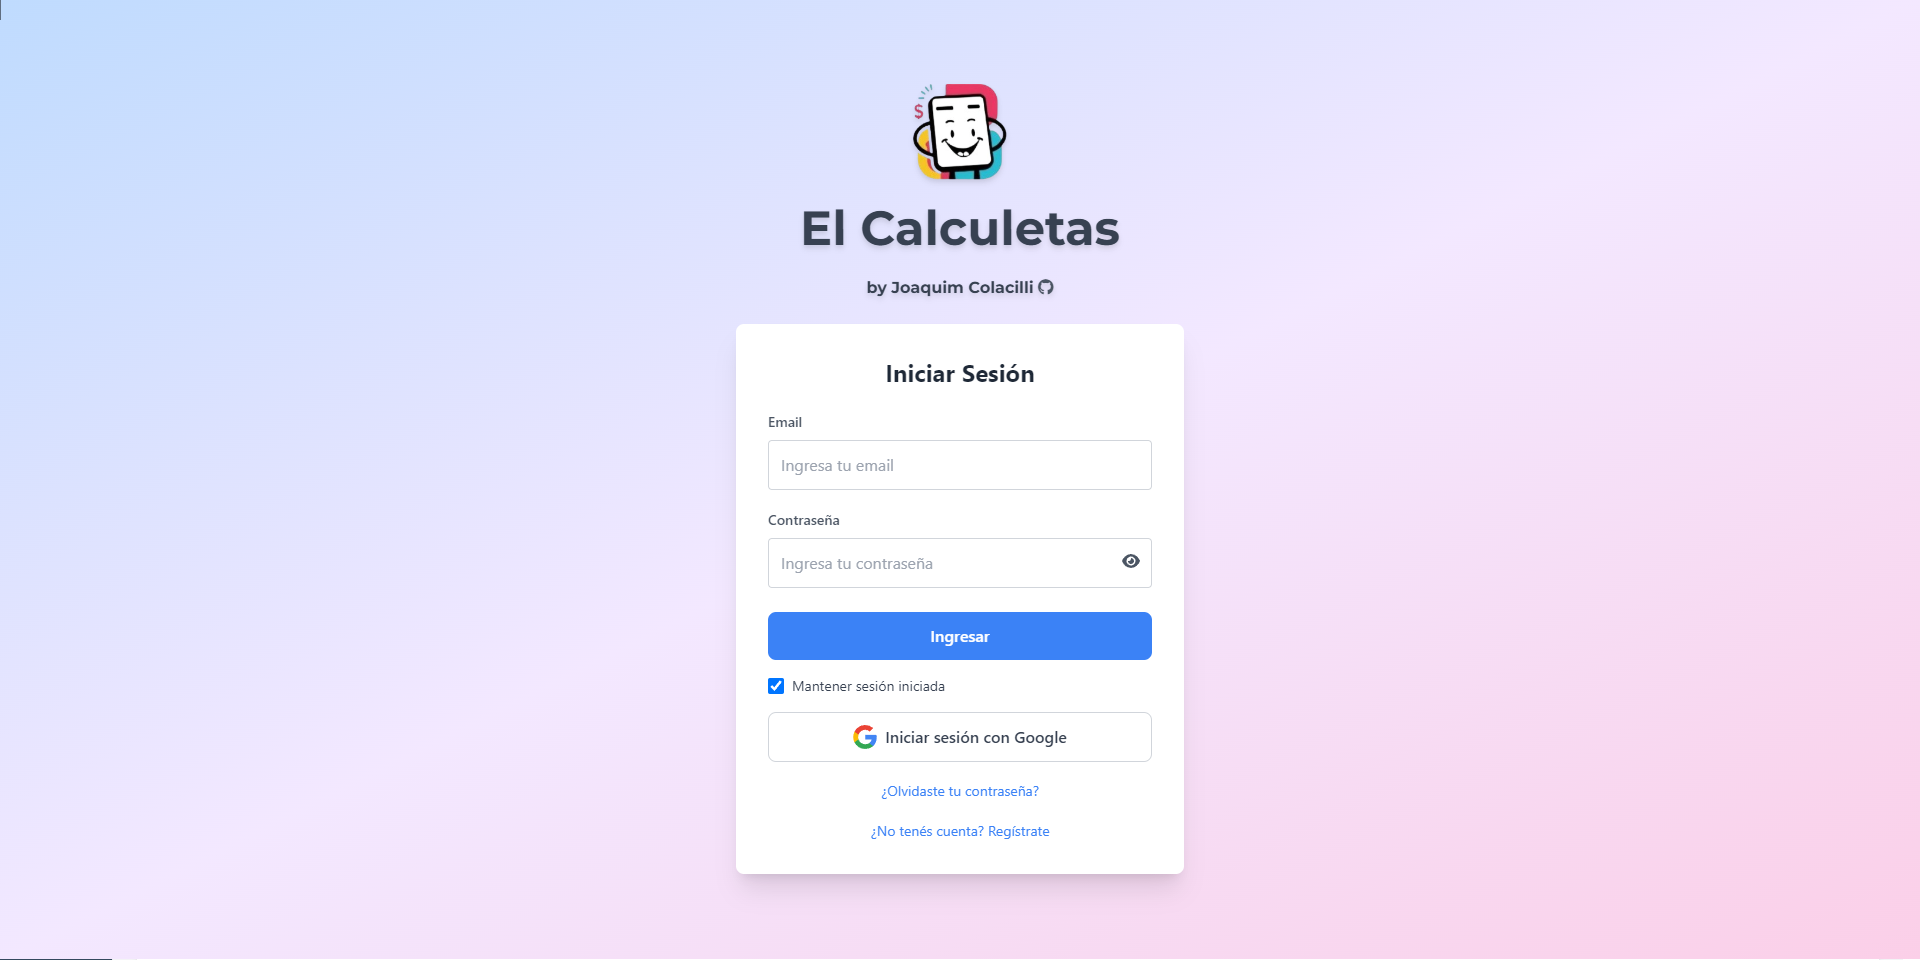 $
El Calculetas
by Joaquim Colacilli
Iniciar Sesión
Email
Ingresa tu email
Contraseña
Ingresa tu contraseña
Ingresar
Mantener sesión iniciada
Iniciar sesión con Google
¿Olvidaste tu contraseña?
¿No tenés cuenta? Regístrate